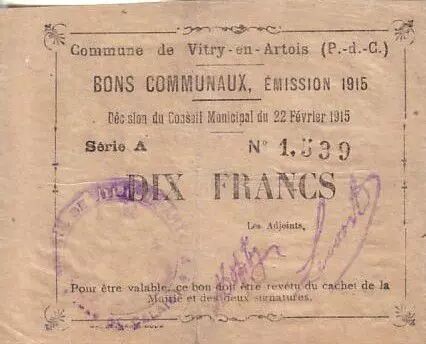 Commune de Vitry-en-Artois (P.-d.-C.)
BONS COMMUNAUX, ÉMISSION 1915
Décision du Conseil Municipal du 22 Février 1915
Série A N° 1.539
DIX FRANCS
Les Adjoints,
Pour être valable, ce bon doit être revêtu du cachet de la
Mairie et des deux signatures.